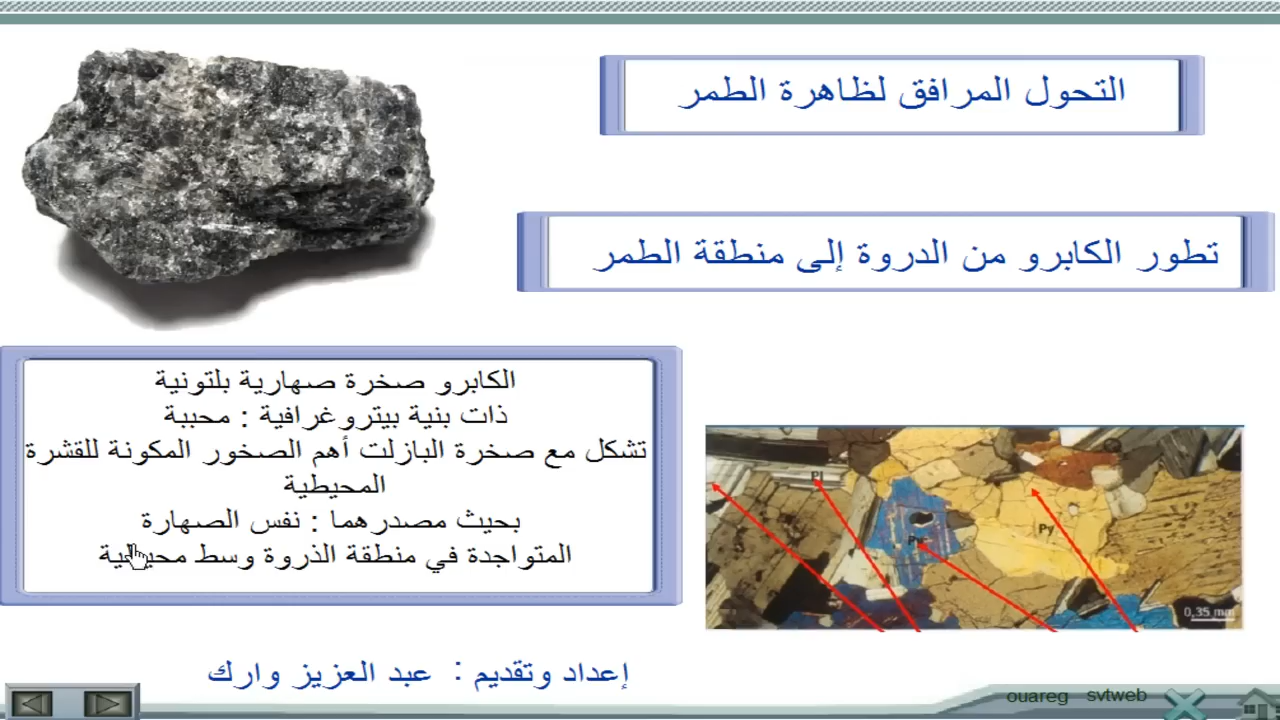 التحول المرافق لظاهرة الطمر
تطور الكابرو من الدروة إلى منطقة الطمر
الكابرو صخرة صهارية بلتونية
ذات بنية بيتروغرافية : محببة
تشكل مع صخرة البازلت أهم الصخور المكونة للقشرة
المحيطية
بحيث مصدرهما : نفس الصهارة
المتواجدة في منطقة الذروة وسط محيطية
Pl
Py
Py
0,35 mm
إعداد وتقديم : عبد العزيز وارك
ouareg svtweb